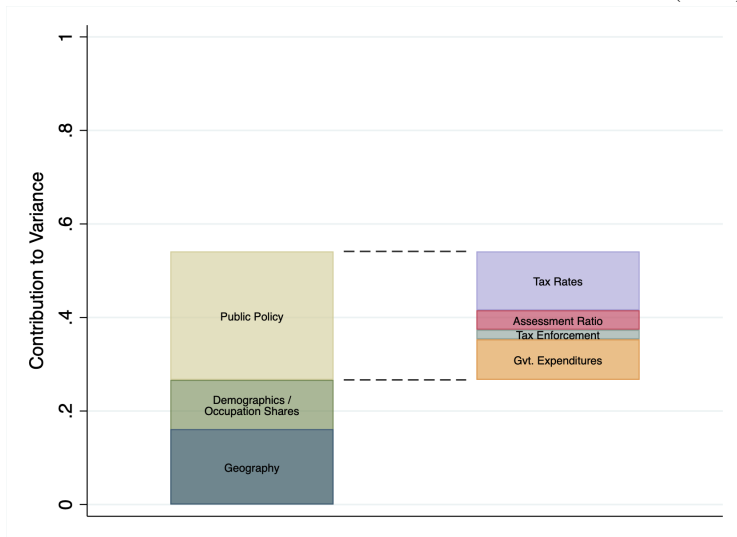 Contribution to Variance
1
.8
.6
.4
.2
0
Public Policy
Demographics /
Occupation Shares
Geography
Tax Rates
Assessment Ratio
Tax Enforcement
Gvt. Expenditures